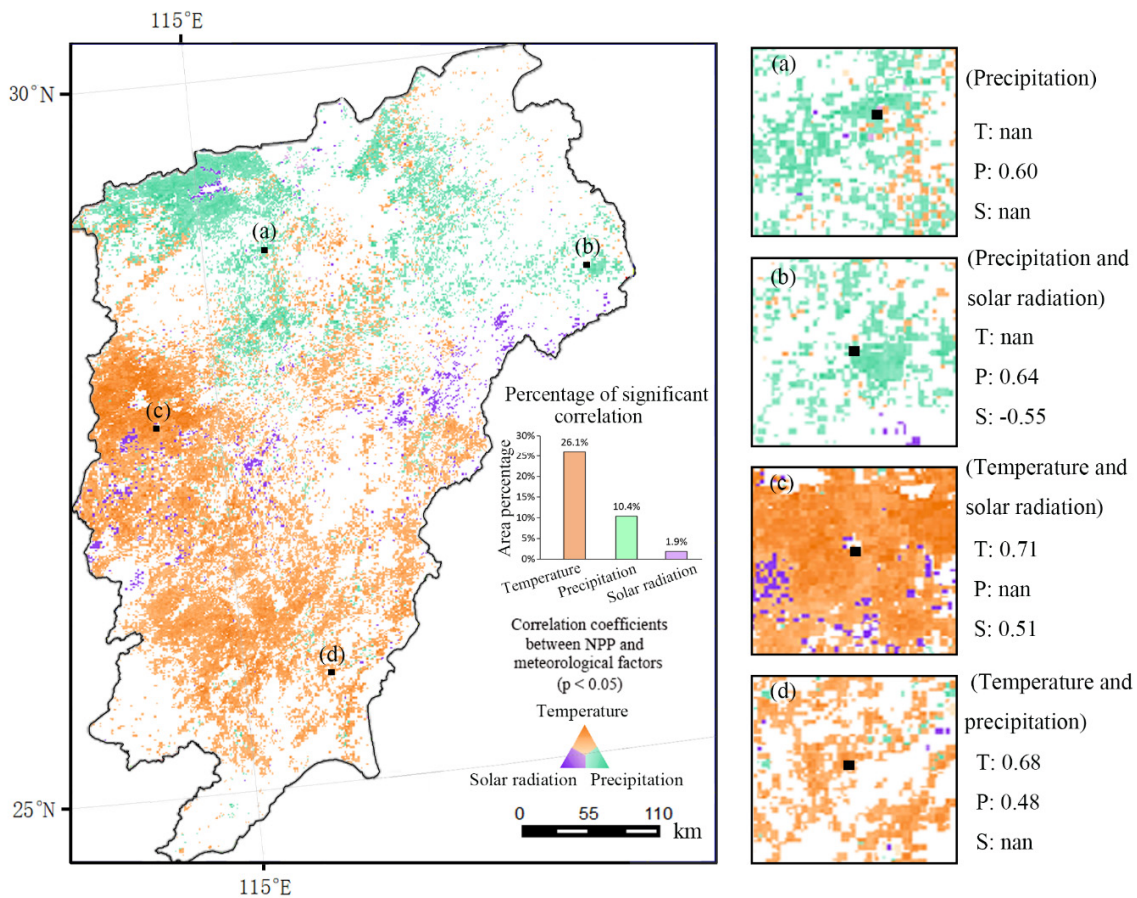 115°E
30°N
25°N
115°E
(a)
(b)
(c)
(d)
Percentage of significant
correlation
Area percentage
30%
25%
20%
15%
10%
5%
0%
26.1%
10.4%
1.9%
Temperature
Precipitation
Solar radiation
Correlation coefficients
between NPP and
meteorological factors
(p < 0.05)
Temperature
Solar radiation
Precipitation
0 55 110
km
(a)
(Precipitation)
T: nan
P: 0.60
S: nan
(b)
(Precipitation and
solar radiation)
T: nan
P: 0.64
S: -0.55
(c)
(Temperature and
solar radiation)
T: 0.71
P: nan
S: 0.51
(d)
(Temperature and
precipitation)
T: 0.68
P: 0.48
S: nan